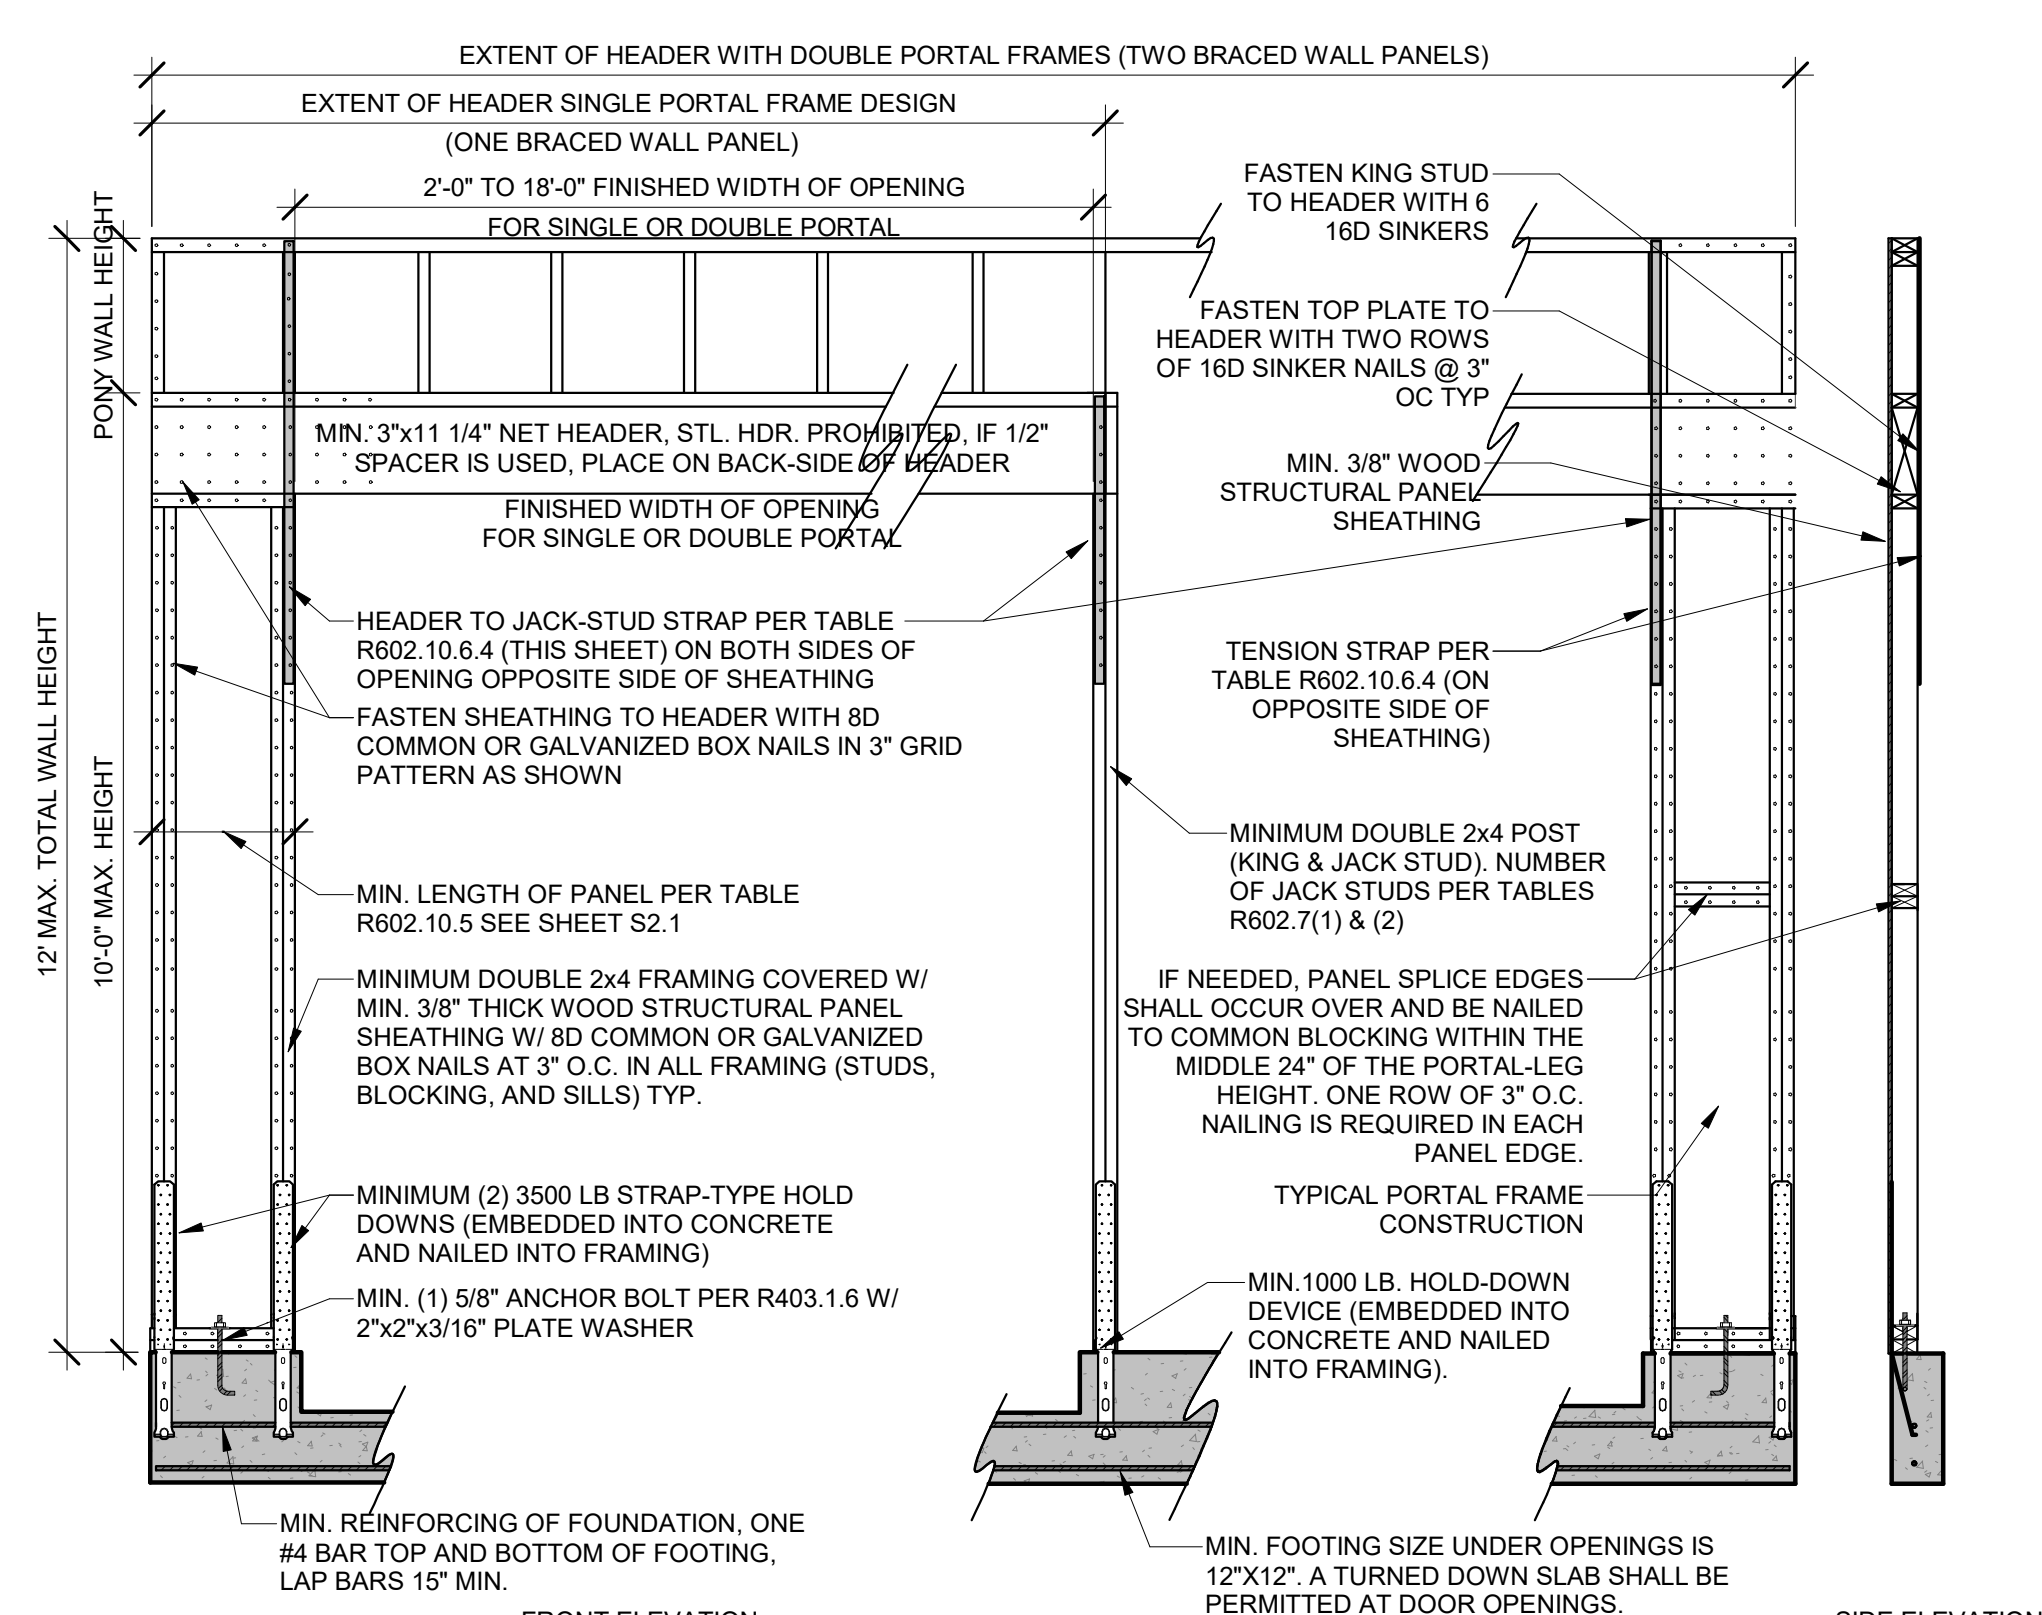 EXTENT OF HEADER WITH DOUBLE PORTAL FRAMES (TWO BRACED WALL PANELS)
EXTENT OF HEADER SINGLE PORTAL FRAME DESIGN
(ONE BRACED WALL PANEL)
2'-0" TO 18'-0" FINISHED WIDTH OF OPENING
FOR SINGLE OR DOUBLE PORTAL
PONY WALL HEIGHT
12' MAX. TOTAL WALL HEIGHT
10'-0" MAX. HEIGHT
MIN. 3"x11 1/4" NET HEADER, STL. HDR. PROHIBITED, IF 1/2"
SPACER IS USED, PLACE ON BACK-SIDE OF HEADER
FINISHED WIDTH OF OPENING
FOR SINGLE OR DOUBLE PORTAL
HEADER TO JACK-STUD STRAP PER TABLE
R602.10.6.4 (THIS SHEET) ON BOTH SIDES OF
OPENING OPPOSITE SIDE OF SHEATHING
FASTEN SHEATHING TO HEADER WITH 8D
COMMON OR GALVANIZED BOX NAILS IN 3" GRID
PATTERN AS SHOWN
MIN. LENGTH OF PANEL PER TABLE
R602.10.5 SEE SHEET S2.1
MINIMUM DOUBLE 2x4 FRAMING COVERED W/
MIN. 3/8" THICK WOOD STRUCTURAL PANEL
SHEATHING W/ 8D COMMON OR GALVANIZED
BOX NAILS AT 3" O.C. IN ALL FRAMING (STUDS,
BLOCKING, AND SILLS) TYP.
MINIMUM (2) 3500 LB STRAP-TYPE HOLD
DOWNS (EMBEDDED INTO CONCRETE
AND NAILED INTO FRAMING)
MIN. (1) 5/8" ANCHOR BOLT PER R403.1.6 W/
2"x2"x3/16" PLATE WASHER
MIN. REINFORCING OF FOUNDATION, ONE
#4 BAR TOP AND BOTTOM OF FOOTING,
LAP BARS 15" MIN.
FASTEN KING STUD
TO HEADER WITH 6
16D SINKERS
FASTEN TOP PLATE TO
HEADER WITH TWO ROWS
OF 16D SINKER NAILS @ 3"
OC TYP
MIN. 3/8" WOOD
STRUCTURAL PANEL
SHEATHING
TENSION STRAP PER
TABLE R602.10.6.4 (ON
OPPOSITE SIDE OF
SHEATHING)
MINIMUM DOUBLE 2x4 POST
(KING & JACK STUD). NUMBER
OF JACK STUDS PER TABLES
R602.7(1) & (2)
IF NEEDED, PANEL SPLICE EDGES
SHALL OCCUR OVER AND BE NAILED
TO COMMON BLOCKING WITHIN THE
MIDDLE 24" OF THE PORTAL-LEG
HEIGHT. ONE ROW OF 3" O.C.
NAILING IS REQUIRED IN EACH
PANEL EDGE.
TYPICAL PORTAL FRAME
CONSTRUCTION
MIN.1000 LB. HOLD-DOWN
DEVICE (EMBEDDED INTO
CONCRETE AND NAILED
INTO FRAMING).
MIN. FOOTING SIZE UNDER OPENINGS IS
12"X12". A TURNED DOWN SLAB SHALL BE
PERMITTED AT DOOR OPENINGS.
FRONT ELEVATION
SIDE ELEVATION